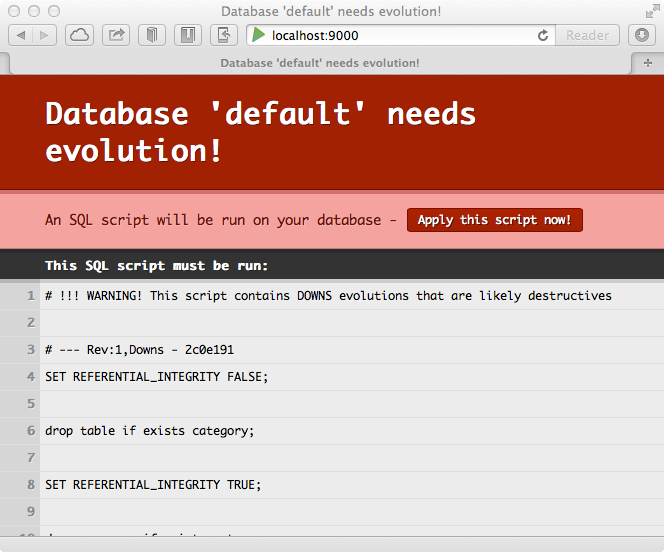 Database 'default' needs evolution!
localhost:9000
Reader
Database 'default' needs evolution!
Database 'default' needs
evolution!
An SQL script will be run on your database - Apply this script now!
This SQL script must be run:
1 # !!! WARNING! This script contains DOWNS evolutions that are likely destructives
2
3 # --- Rev:1,Downs - 2c0e191
4 SET REFERENTIAL_INTEGRITY FALSE;
5
6 drop table if exists category;
7
8 SET REFERENTIAL_INTEGRITY TRUE;
9